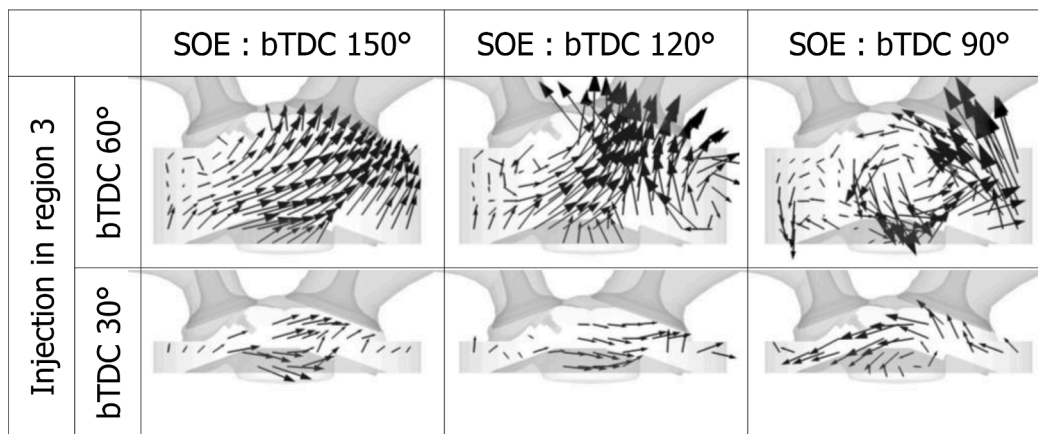 SOE : bTDC 150°
SOE : bTDC 120°
SOE : bTDC 90°
Injection in region 3
bTDC 60°
bTDC 30°